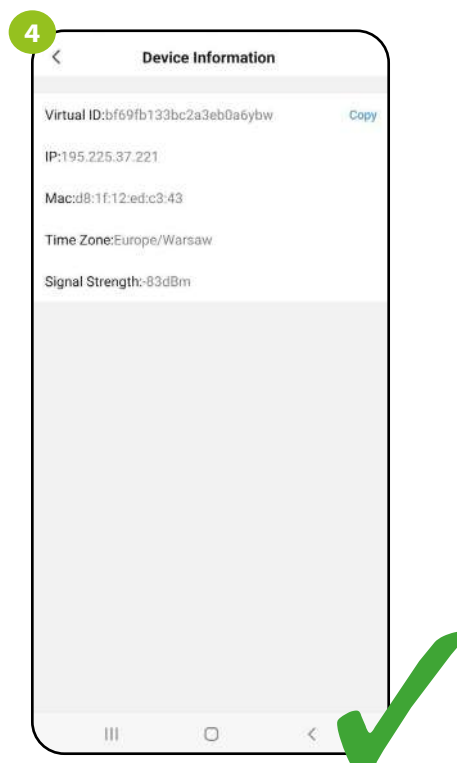 4
Device Information
Virtual ID:bf69fb133bc2a3eb0a6ybw Copy
IP:195.225.37.221
Mac:d8:1f:12:ed:c3:43
Time Zone:Europe/Warsaw
Signal Strength:-83dBm